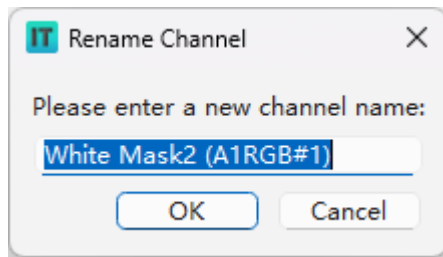 IT Rename Channel
Please enter a new channel name:
White Mask2 (A1RGB#1)
OK Cancel